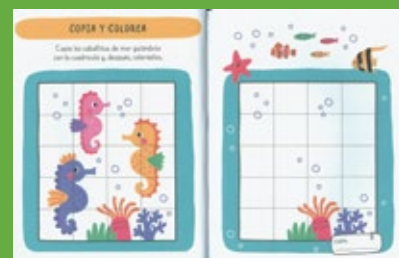 COPIA Y COLOREA
Copia los caballitos de mar guiándote
con la cuadrícula y, después, coloréalos.